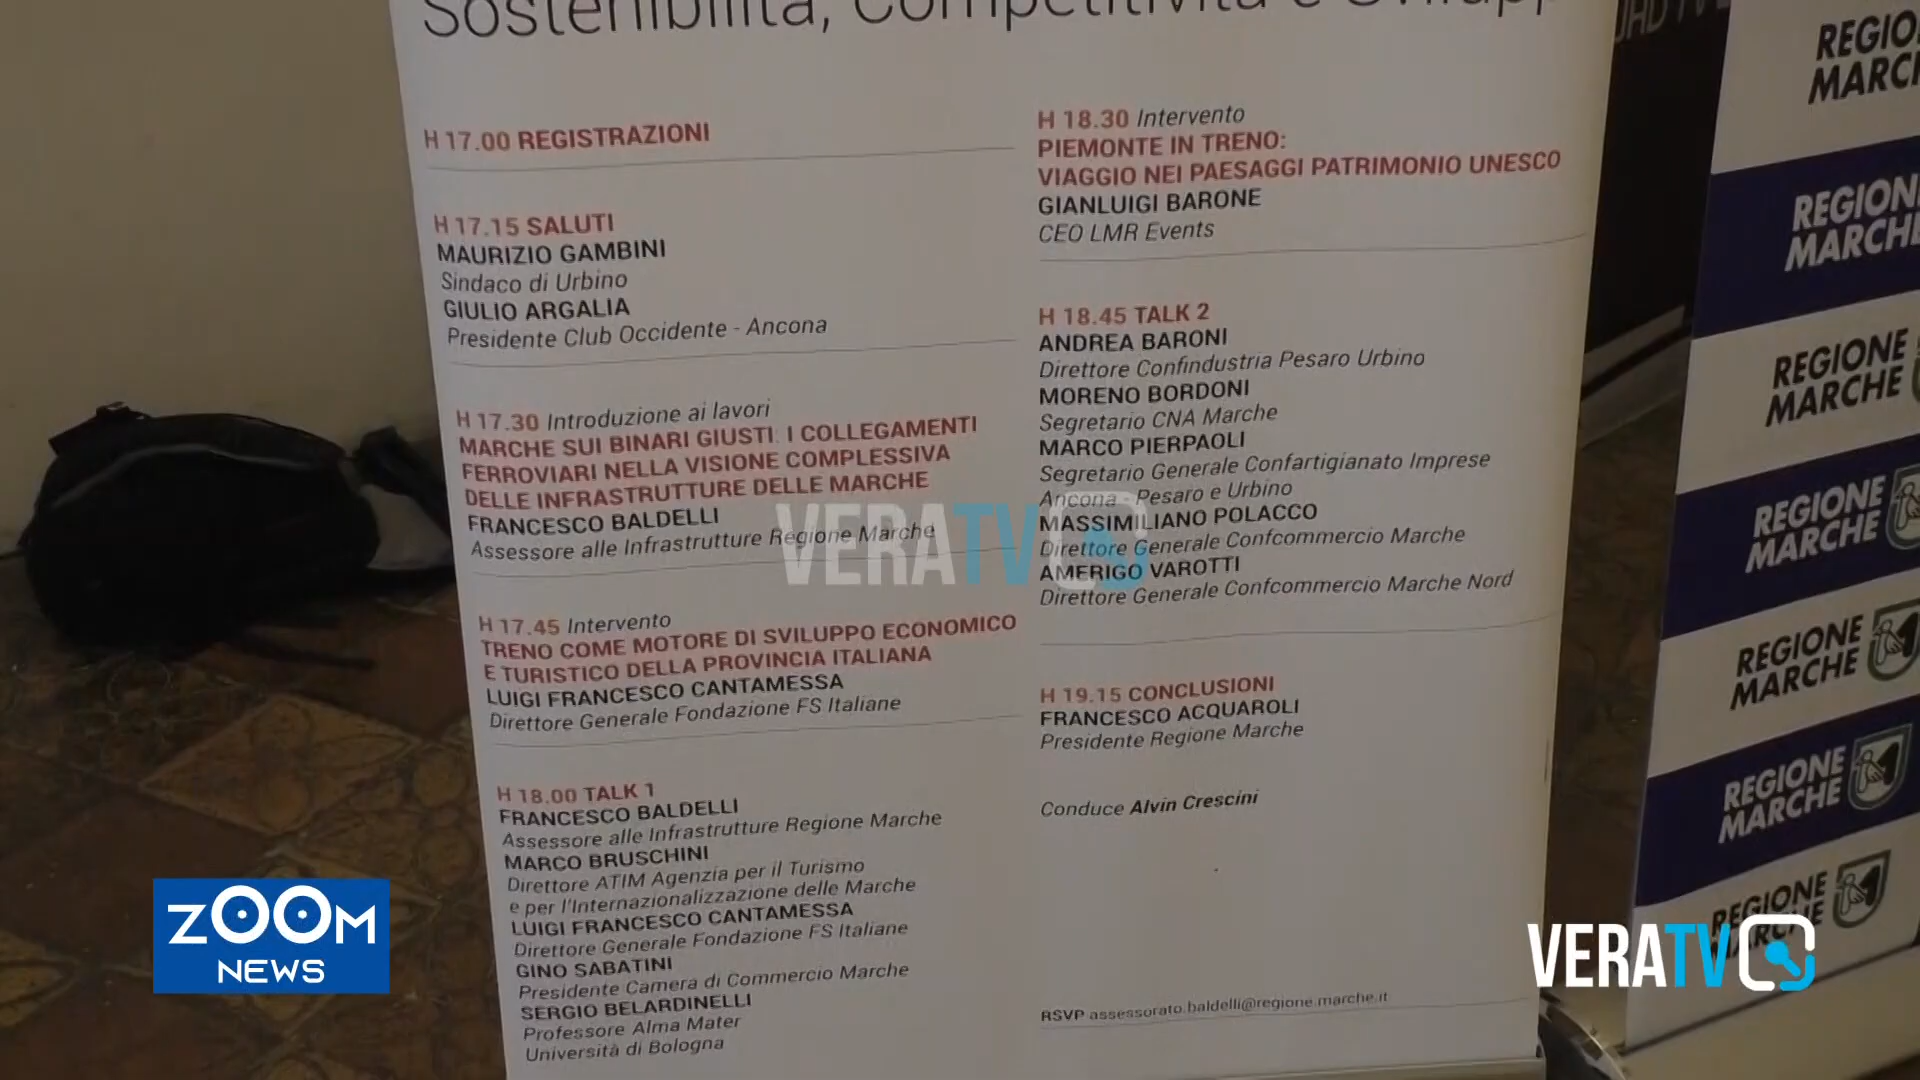 Sostenibilità, Competitività e Svilupp
H 17.00 REGISTRAZIONI
H 17.15 SALUTI
MAURIZIO GAMBINI
Sindaco di Urbino
GIULIO ARGALIA
Presidente Club Occidente - Ancona
H 17.30 Introduzione ai lavori
MARCHE SUI BINARI GIUSTI: I COLLEGAMENTI
FERROVIARI NELLA VISIONE COMPLESSIVA
DELLE INFRASTRUTTURE DELLE MARCHE
FRANCESCO BALDELLI
Assessore alle Infrastrutture Regione Marche
H 17.45 Intervento
TRENO COME MOTORE DI SVILUPPO ECONOMICO
E TURISTICO DELLA PROVINCIA ITALIANA
LUIGI FRANCESCO CANTAMESSA
Direttore Generale Fondazione FS Italiane
H 18.00 TALK 1
FRANCESCO BALDELLI
Assessore alle Infrastrutture Regione Marche
MARCO BRUSCHINI
Direttore ATIM Agenzia per il Turismo
e per l'Internazionalizzazione delle Marche
LUIGI FRANCESCO CANTAMESSA
Direttore Generale Fondazione FS Italiane
GINO SABATINI
Presidente Camera di Commercio Marche
SERGIO BELARDINELLI
Professore Alma Mater
Università di Bologna
H 18.30 Intervento
PIEMONTE IN TRENO:
VIAGGIO NEI PAESAGGI PATRIMONIO UNESCO
GIANLUIGI BARONE
CEO LMR Events
H 18.45 TALK 2
ANDREA BARONI
Direttore Confindustria Pesaro Urbino
MORENO BORDONI
Segretario CNA Marche
MARCO PIERPAOLI
Segretario Generale Confartigianato Imprese
Ancona - Pesaro e Urbino
MASSIMILIANO POLACCO
Direttore Generale Confcommercio Marche
AMERIGO VAROTTI
Direttore Generale Confcommercio Marche Nord
H 19.15 CONCLUSIONI
FRANCESCO ACQUAROLI
Presidente Regione Marche
Conduce Alvin Crescini
RSVP assessorato.baldelli@regione.marche.it
REGIO
MARC
REGION
MARCHE
REGIONE
MARCHE
REGIONE
MARCHE
REGIONE
MARCHE
REGIONE
MARCHE
REGIONE
MARCHE
VERATV
ZOOM
NEWS
VERATV